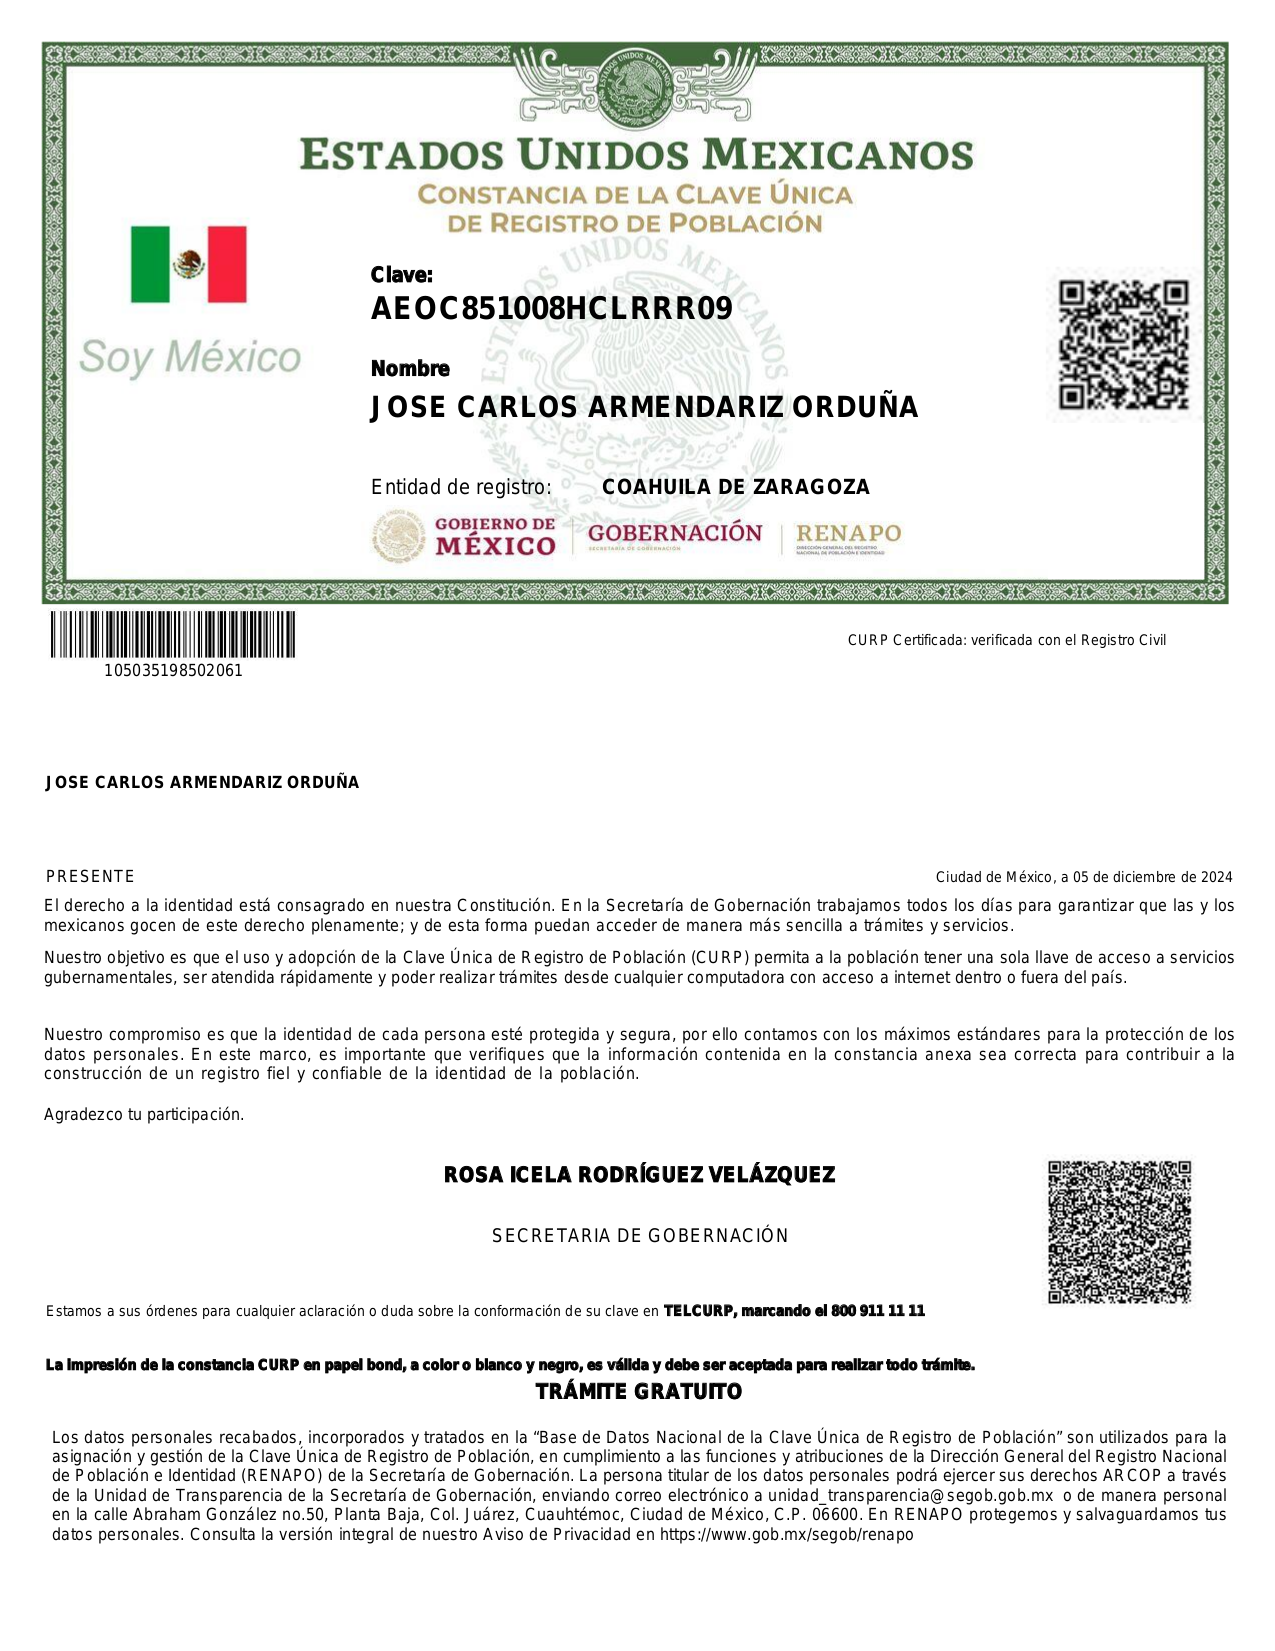 ESTADOS UNIDOS MEXICANOS
ESTADOS UNIDOS MEXICANOS
CONSTANCIA DE LA CLAVE ÚNICA
DE REGISTRO DE POBLACIÓN
ESTADOS UNIDOS MEXICANOS
Soy México
Clave:
AEOC851008HCLRRR09
Nombre
JOSE CARLOS ARMENDARIZ ORDUÑA
Entidad de registro: COAHUILA DE ZARAGOZA
GOBIERNO DE
MÉXICO
GOBERNACIÓN
SECRETARÍA DE GOBERNACIÓN
RENAPO
DIRECCIÓN GENERAL DEL REGISTRO
NACIONAL DE POBLACIÓN E IDENTIDAD
105035198502061
CURP Certificada: verificada con el Registro Civil
JOSE CARLOS ARMENDARIZ ORDUÑA
PRESENTE
Ciudad de México, a 05 de diciembre de 2024
El derecho a la identidad está consagrado en nuestra Constitución. En la Secretaría de Gobernación trabajamos todos los días para garantizar que las y los
mexicanos gocen de este derecho plenamente; y de esta forma puedan acceder de manera más sencilla a trámites y servicios.
Nuestro objetivo es que el uso y adopción de la Clave Única de Registro de Población (CURP) permita a la población tener una sola llave de acceso a servicios
gubernamentales, ser atendida rápidamente y poder realizar trámites desde cualquier computadora con acceso a internet dentro o fuera del país.
Nuestro compromiso es que la identidad de cada persona esté protegida y segura, por ello contamos con los máximos estándares para la protección de los
datos personales. En este marco, es importante que verifiques que la información contenida en la constancia anexa sea correcta para contribuir a la
construcción de un registro fiel y confiable de la identidad de la población.
Agradezco tu participación.
ROSA ICELA RODRÍGUEZ VELÁZQUEZ
SECRETARIA DE GOBERNACIÓN
Estamos a sus órdenes para cualquier aclaración o duda sobre la conformación de su clave en TELCURP, marcando el 800 911 11 11
La impresión de la constancia CURP en papel bond, a color o blanco y negro, es válida y debe ser aceptada para realizar todo trámite.
TRÁMITE GRATUITO
Los datos personales recabados, incorporados y tratados en la “Base de Datos Nacional de la Clave Única de Registro de Población” son utilizados para la
asignación y gestión de la Clave Única de Registro de Población, en cumplimiento a las funciones y atribuciones de la Dirección General del Registro Nacional
de Población e Identidad (RENAPO) de la Secretaría de Gobernación. La persona titular de los datos personales podrá ejercer sus derechos ARCOP a través
de la Unidad de Transparencia de la Secretaría de Gobernación, enviando correo electrónico a unidad_transparencia@segob.gob.mx o de manera personal
en la calle Abraham González no.50, Planta Baja, Col. Juárez, Cuauhtémoc, Ciudad de México, C.P. 06600. En RENAPO protegemos y salvaguardamos tus
datos personales. Consulta la versión integral de nuestro Aviso de Privacidad en https://www.gob.mx/segob/renapo